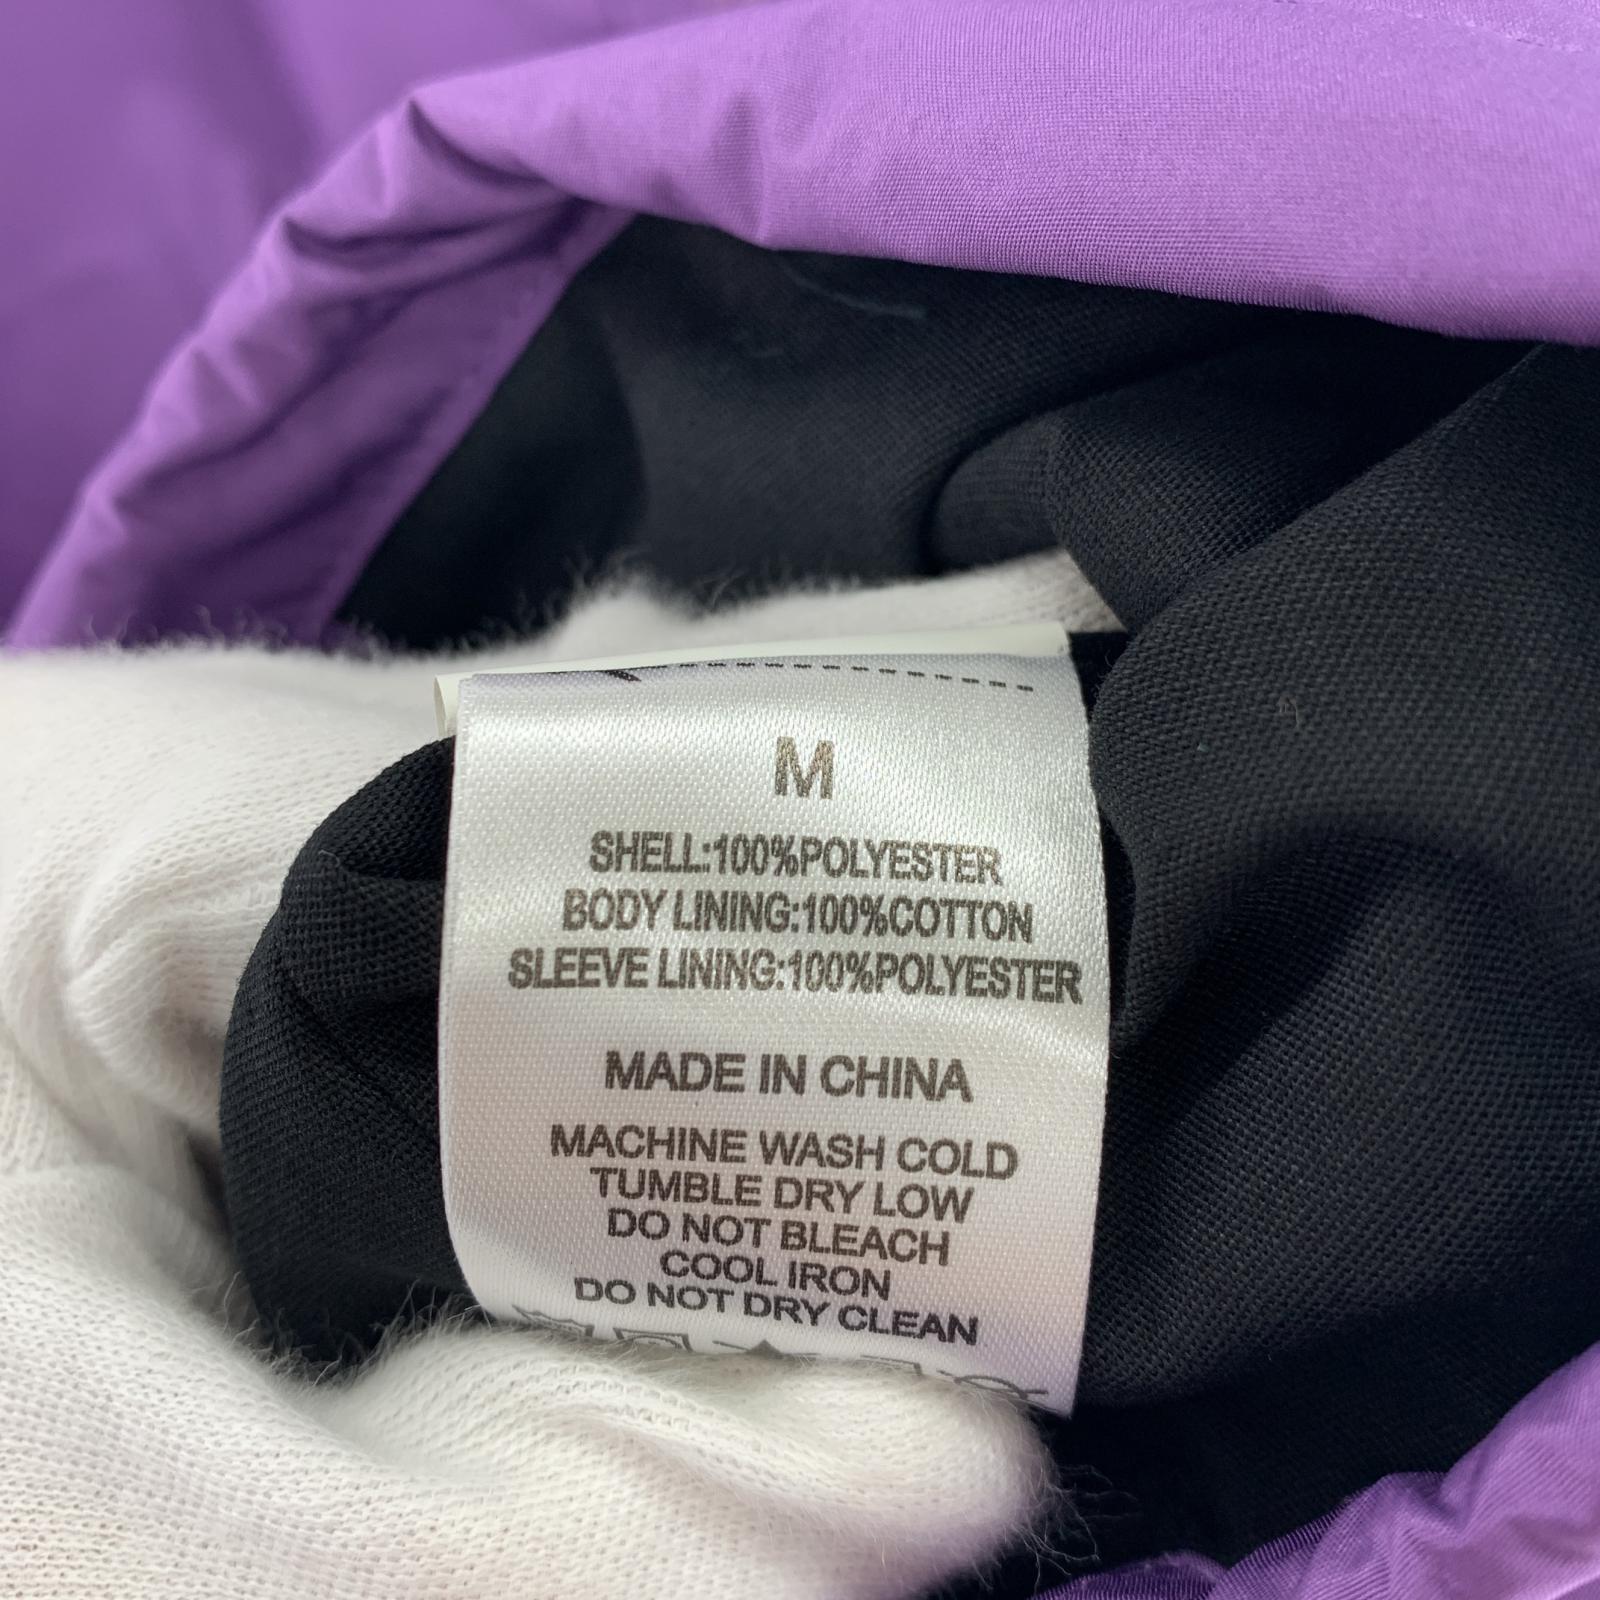 M
SHELL:100%POLYESTER
BODY LINING:100%COTTON
SLEEVE LINING:100%POLYESTER
MADE IN CHINA
MACHINE WASH COLD
TUMBLE DRY LOW
DO NOT BLEACH
COOL IRON
DO NOT DRY CLEAN